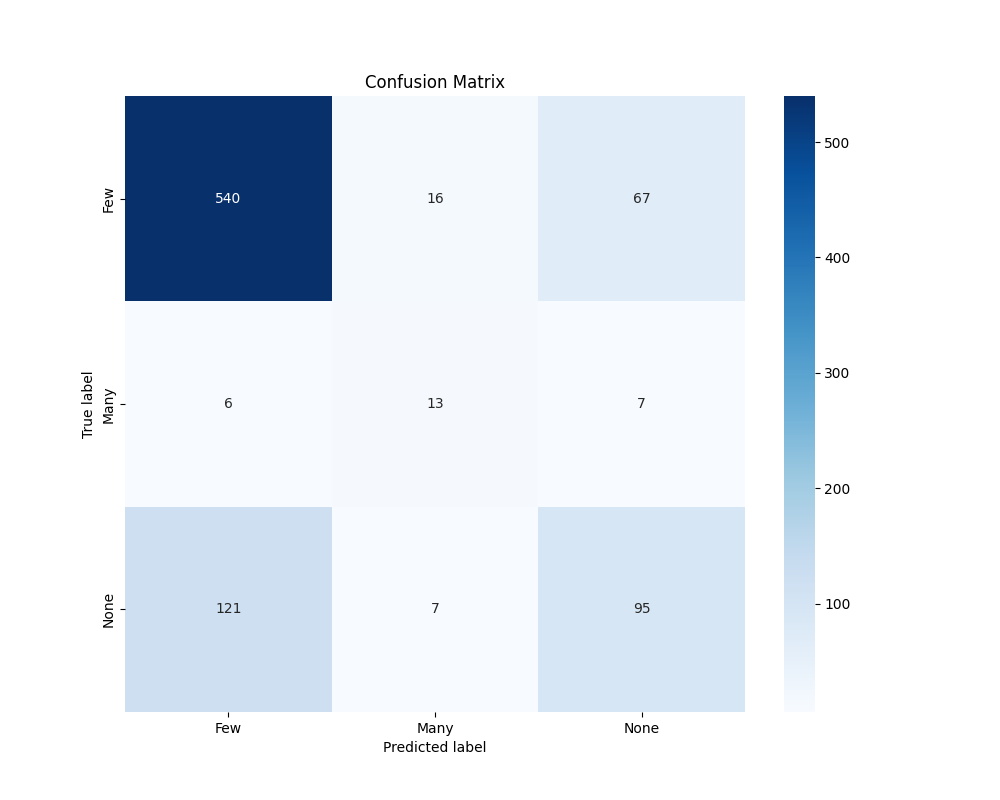 Confusion Matrix
Few
540
16
67
500
400
300
200
100
True label
Many
6
13
7
None
121
7
95
Few
Many
None
Predicted label